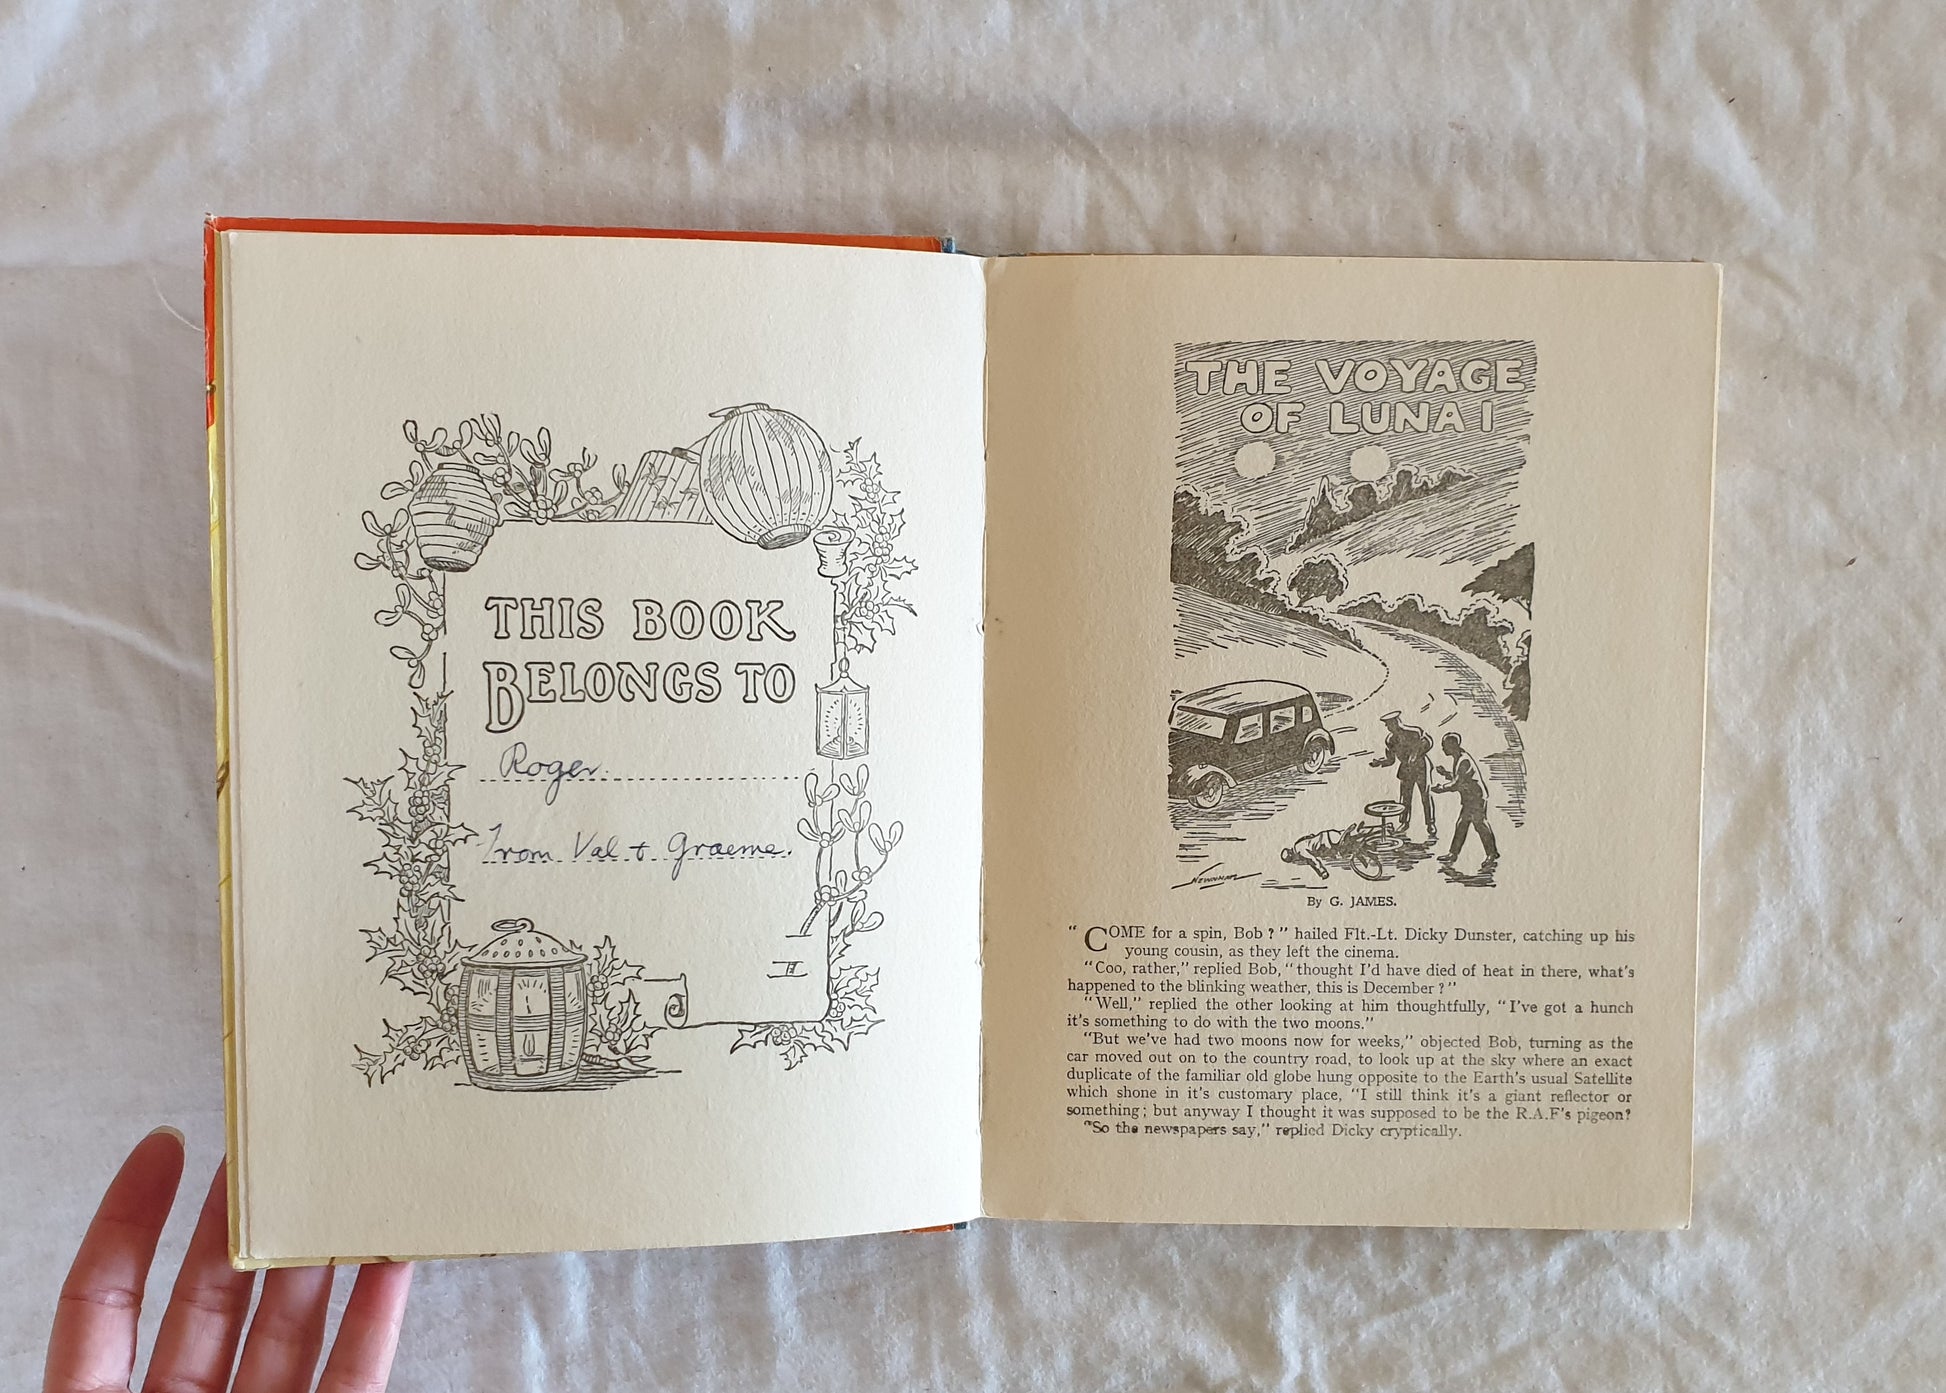 THIS BOOK
BELONGS TO
Roger.
From Val + Graeme.
THE VOYAGE
OF LUNA I
NEWNHAM
By G. JAMES.
" COME for a spin, Bob ? " hailed Flt.-Lt. Dicky Dunster, catching up his
young cousin, as they left the cinema.
"Coo, rather," replied Bob, "thought I'd have died of heat in there, what's
happened to the blinking weather, this is December ? "
"Well," replied the other looking at him thoughtfully, "I've got a hunch
it's something to do with the two moons."
"But we've had two moons now for weeks," objected Bob, turning as the
car moved out on to the country road, to look up at the sky where an exact
duplicate of the familiar old globe hung opposite to the Earth's usual Satellite
which shone in it's customary place, "I still think it's a giant reflector or
something; but anyway I thought it was supposed to be the R.A.F's pigeon?
"So the newspapers say," replied Dicky cryptically.